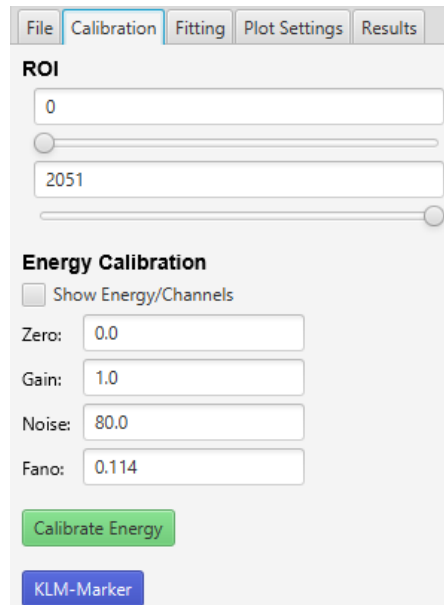 File Calibration Fitting Plot Settings Results
ROI
0
2051
Energy Calibration
Show Energy/Channels
Zero: 0.0
Gain: 1.0
Noise: 80.0
Fano: 0.114
Calibrate Energy
KLM-Marker